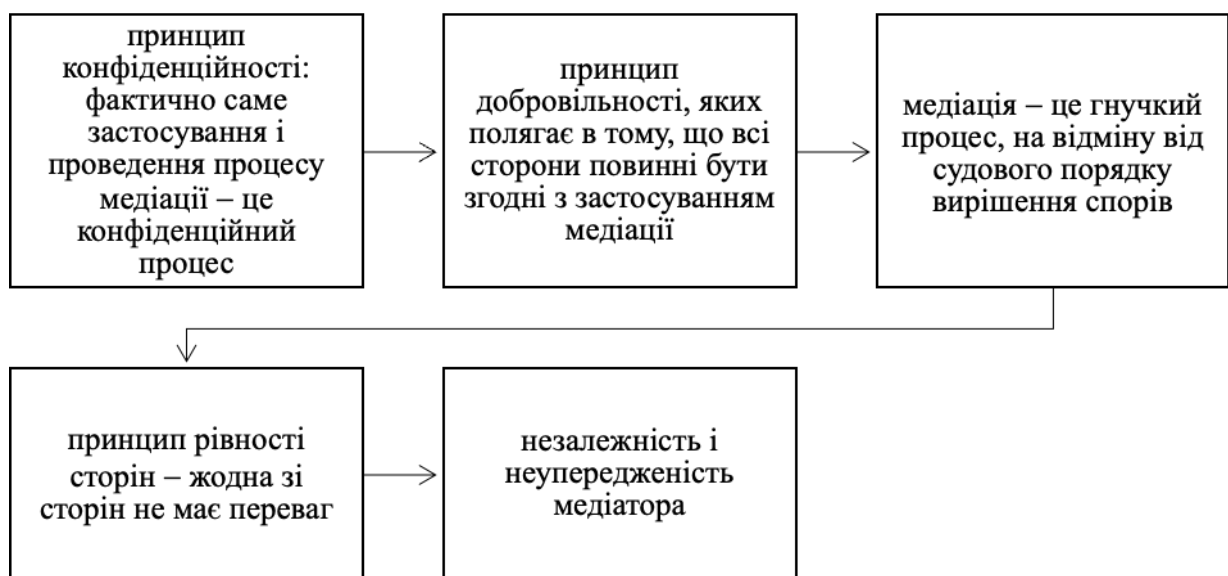 принцип
конфіденційності:
фактично саме
застосування і
проведення процесу
медіації – це
конфіденційний
процес
принцип
добровільності, яких
полягає в тому, що всі
сторони повинні бути
згодні з застосуванням
медіації
медіація – це гнучкий
процес, на відміну від
судового порядку
вирішення спорів
принцип рівності
сторін – жодна зі
сторін не має переваг
незалежність і
неупередженість
медіатора